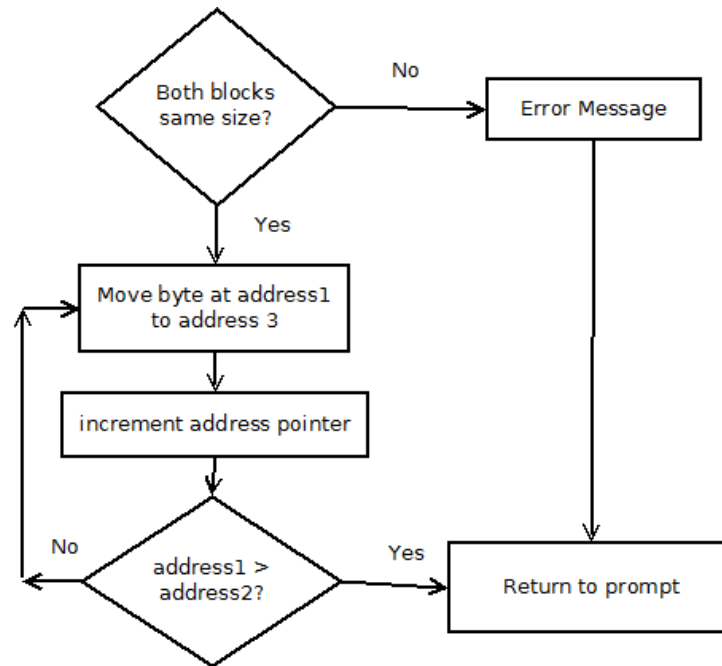 Both blocks
same size?
No
Error Message
Yes
Move byte at address1
to address 3
increment address pointer
No
address1 >
address2?
Yes
Return to prompt